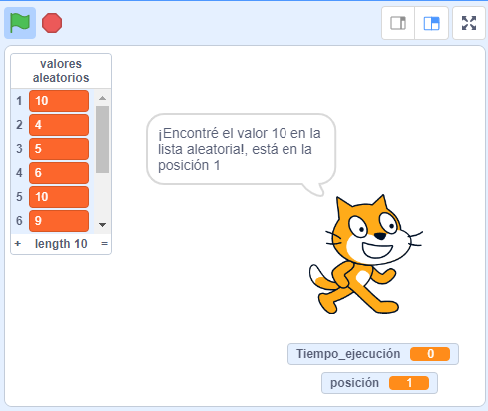 valores
aleatorios
1 10
2 4
3 5
4 6
5 10
6 9
+ length 10 =
¡Encontré el valor 10 en la
lista aleatoria!, está en la
posición 1
Tiempo_ejecución 0
posición 1